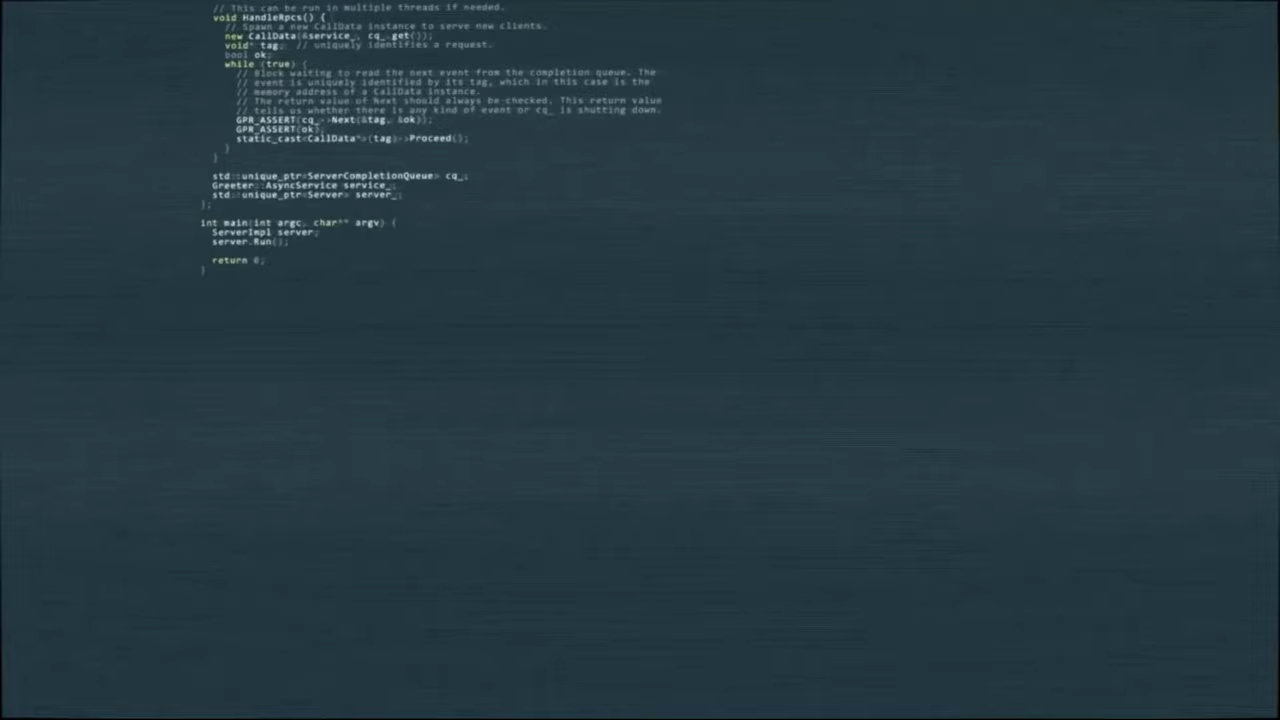 // This can be run in multiple threads if needed.
void HandleRpcs() {
// Spawn a new CallData instance to serve new clients.
new CallData(&service_, cq_.get());
void* tag;  // uniquely identifies a request.
bool ok;
while (true) {
// Block waiting to read the next event from the completion queue. The
// event is uniquely identified by its tag, which in this case is the
// memory address of a CallData instance.
// The return value of Next should always be checked. This return value
// tells us whether there is any kind of event or cq_ is shutting down.
GPR_ASSERT(cq_->Next(&tag, &ok));
GPR_ASSERT(ok);
static_cast<CallData*>(tag)->Proceed();
}
}
std::unique_ptr<ServerCompletionQueue> cq_;
Greeter::AsyncService service_;
std::unique_ptr<Server> server_;
};
int main(int argc, char** argv) {
ServerImpl server;
server.Run();
return 0;
}